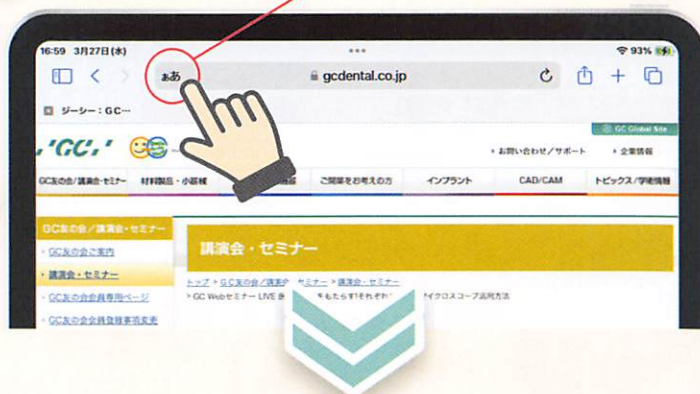 16:59 3月27日(水)
93%
ぁあ
gcdental.co.jp
ジーシー:GC…
'GC,'
GC Global Site
お問い合わせ/サポート
企業情報
GC友の会/講演会・セミナー
材料製品・小器械
ご開業をお考えの方
インプラント
CAD/CAM
トピックス/学術情報
GC友の会/講演会・セミナー
GC友の会ご案内
講演会・セミナー
GC友の会会員専用ページ
GC友の会会員登録事項変更
講演会・セミナー
トップ > GC友の会/講演会・セミナー > 講演会・セミナー
> GC Webセミナー LIVE をもたらす!それぞれ イクロスコープ活用方法